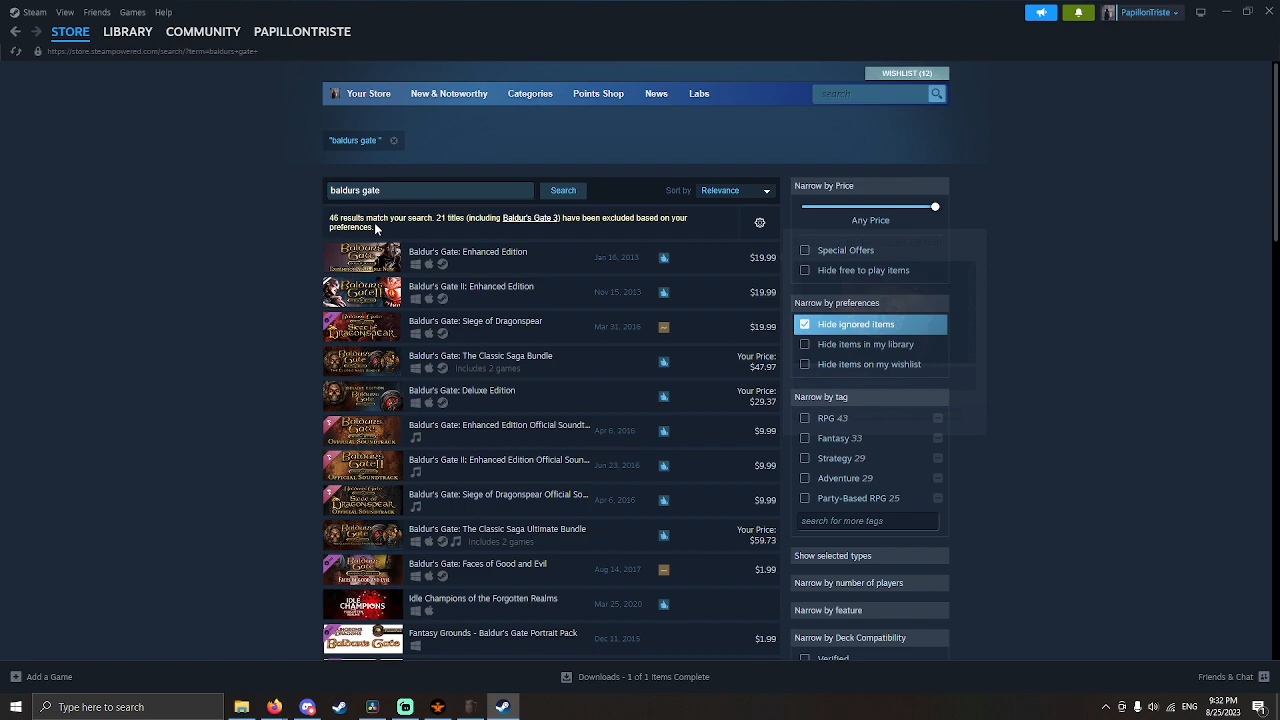 Steam View Friends Games Help
PapillonTriste
STORE LIBRARY COMMUNITY PAPILLONTRISTE
https://store.steampowered.com/search/?term=baldurs+gate+
WISHLIST (12)
Your Store New & Noteworthy Categories Points Shop News Labs search
"baldurs gate "
baldurs gate Search Sort by Relevance
46 results match your search. 21 titles (including Baldur's Gate 3) have been excluded based on your
preferences.
Baldur's Gate: Enhanced Edition Jan 16, 2013 $19.99
Baldur's Gate II: Enhanced Edition Nov 15, 2013 $19.99
Baldur's Gate: Siege of Dragonspear Mar 31, 2016 $19.99
Baldur's Gate: The Classic Saga Bundle Your Price:
Includes 2 games $47.97
Baldur's Gate: Deluxe Edition Your Price:
$29.37
Baldur's Gate: Enhanced Edition Official Sound... Apr 6, 2016 $9.99
Baldur's Gate II: Enhanced Edition Official Soun... Jun 23, 2016 $9.99
Baldur's Gate: Siege of Dragonspear Official So... Apr 6, 2016 $9.99
Baldur's Gate: The Classic Saga Ultimate Bundle Your Price:
Includes 2 games $59.73
Baldur's Gate: Faces of Good and Evil Aug 14, 2017 $1.99
Idle Champions of the Forgotten Realms Mar 25, 2020
Fantasy Grounds - Baldur's Gate Portrait Pack Dec 11, 2015 $1.99
Narrow by Price
Any Price
Special Offers
Hide free to play items
Narrow by preferences
Hide ignored items
Hide items in my library
Hide items on my wishlist
Narrow by tag
RPG 43
Fantasy 33
Strategy 29
Adventure 29
Party-Based RPG 25
search for more tags
Show selected types
Narrow by number of players
Narrow by feature
Narrow by Deck Compatibility
Verified
Add a Game Downloads - 1 of 1 Items Complete Friends & Chat
Type here to search
9:32 PM
8/25/2023